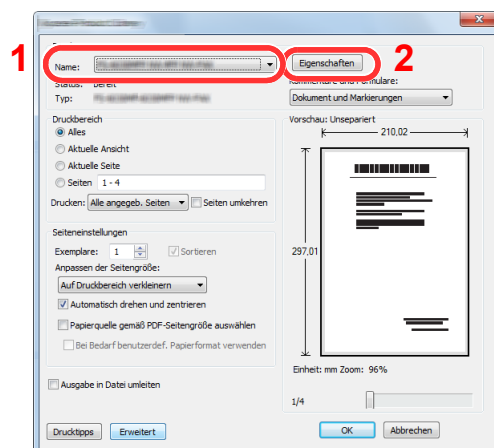 1
2
Name:
Eigenschaften
Status: Bereit
Kommentare und Formulare:
Typ:
Dokument und Markierungen
Druckbereich
Vorschau: Unsepariert
Alles
210,02
Aktuelle Ansicht
Aktuelle Seite
Seiten 1 - 4
Drucken: Alle angegeb. Seiten Seiten umkehren
Seiteneinstellungen
Exemplare: 1 Sortieren
297,01
Anpassen der Seitengröße:
Auf Druckbereich verkleinern
Automatisch drehen und zentrieren
Papierquelle gemäß PDF-Seitengröße auswählen
Bei Bedarf benutzerdef. Papierformat verwenden
Einheit: mm Zoom: 96%
Ausgabe in Datei umleiten
1/4
Drucktipps
Erweitert
OK
Abbrechen